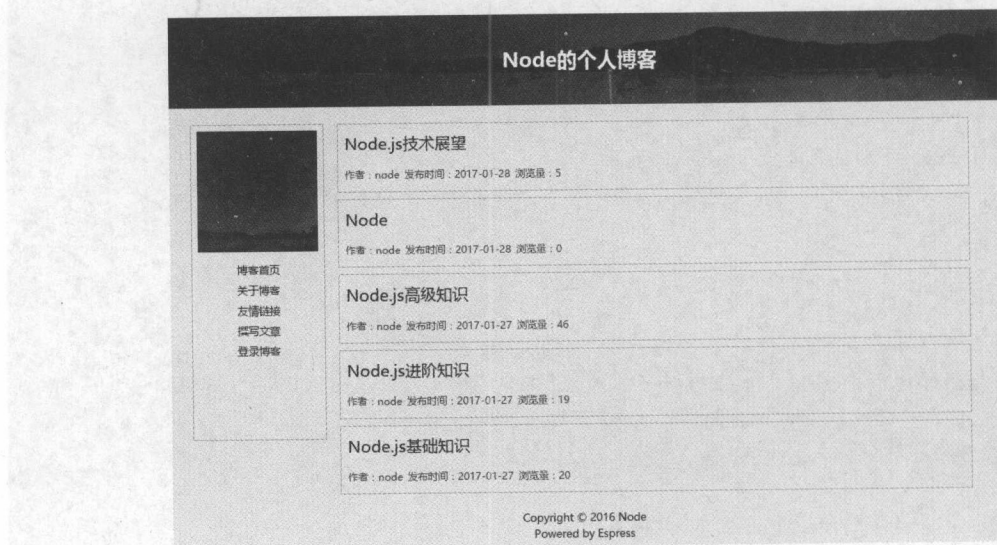 Node的个人博客
博客首页
关于博客
友情链接
撰写文章
登录博客
Node.js技术展望
作者：node 发布时间：2017-01-28 浏览量：5
Node
作者：node 发布时间：2017-01-28 浏览量：0
Node.js高级知识
作者：node 发布时间：2017-01-27 浏览量：46
Node.js进阶知识
作者：node 发布时间：2017-01-27 浏览量：19
Node.js基础知识
作者：node 发布时间：2017-01-27 浏览量：20
Copyright © 2016 Node
Powered by Espress